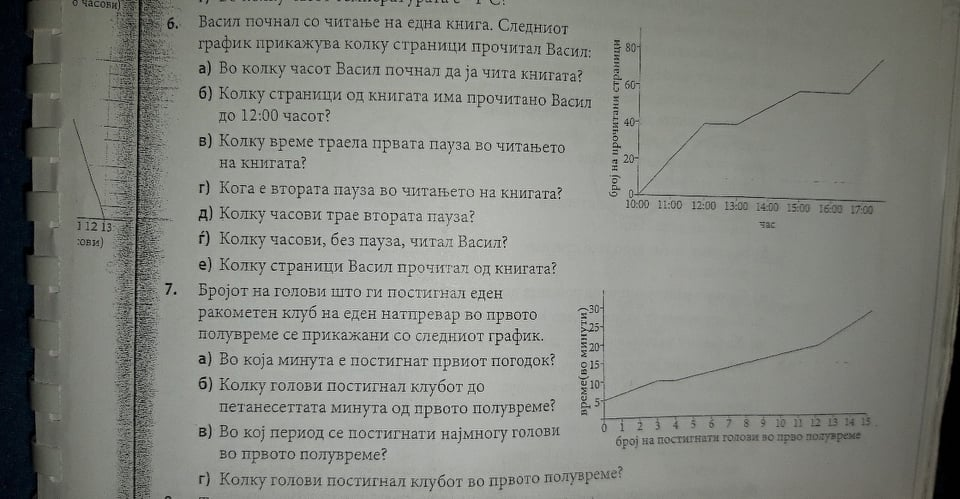 6. Васил почнал со читање на една книга. Следниот
график прикажува колку страници прочитал Васил:
а) Во колку часот Васил почнал да ја чита книгата?
б) Колку страници од книгата има прочитано Васил
до 12:00 часот?
в) Колку време траела првата пауза во читањето
на книгата?
г) Кога е втората пауза во читањето на книгата?
д) Колку часови трае втората пауза?
ѓ) Колку часови, без пауза, читал Васил?
е) Колку страници Васил прочитал од книгата?
број на прочитани страници
80
60
40
20
0
10:00 11:00 12:00 13:00 14:00 15:00 16:00 17:00
час
1 12 13
7. Бројот на голови што ги постигнал еден
ракометен клуб на еден натпревар во првото
полувреме се прикажани со следниот график.
а) Во која минута е постигнат првиот погодок?
б) Колку голови постигнал клубот до
петанесеттата минута од првото полувреме?
в) Во кој период се постигнати најмногу голови
во првото полувреме?
г) Колку голови постигнал клубот во првото полувреме?
време(во минути)
30
25
20
15
10
5
0 1 2 3 4 5 6 7 8 9 10 11 12 13 14 15
број на постигнати голови во прво полувреме